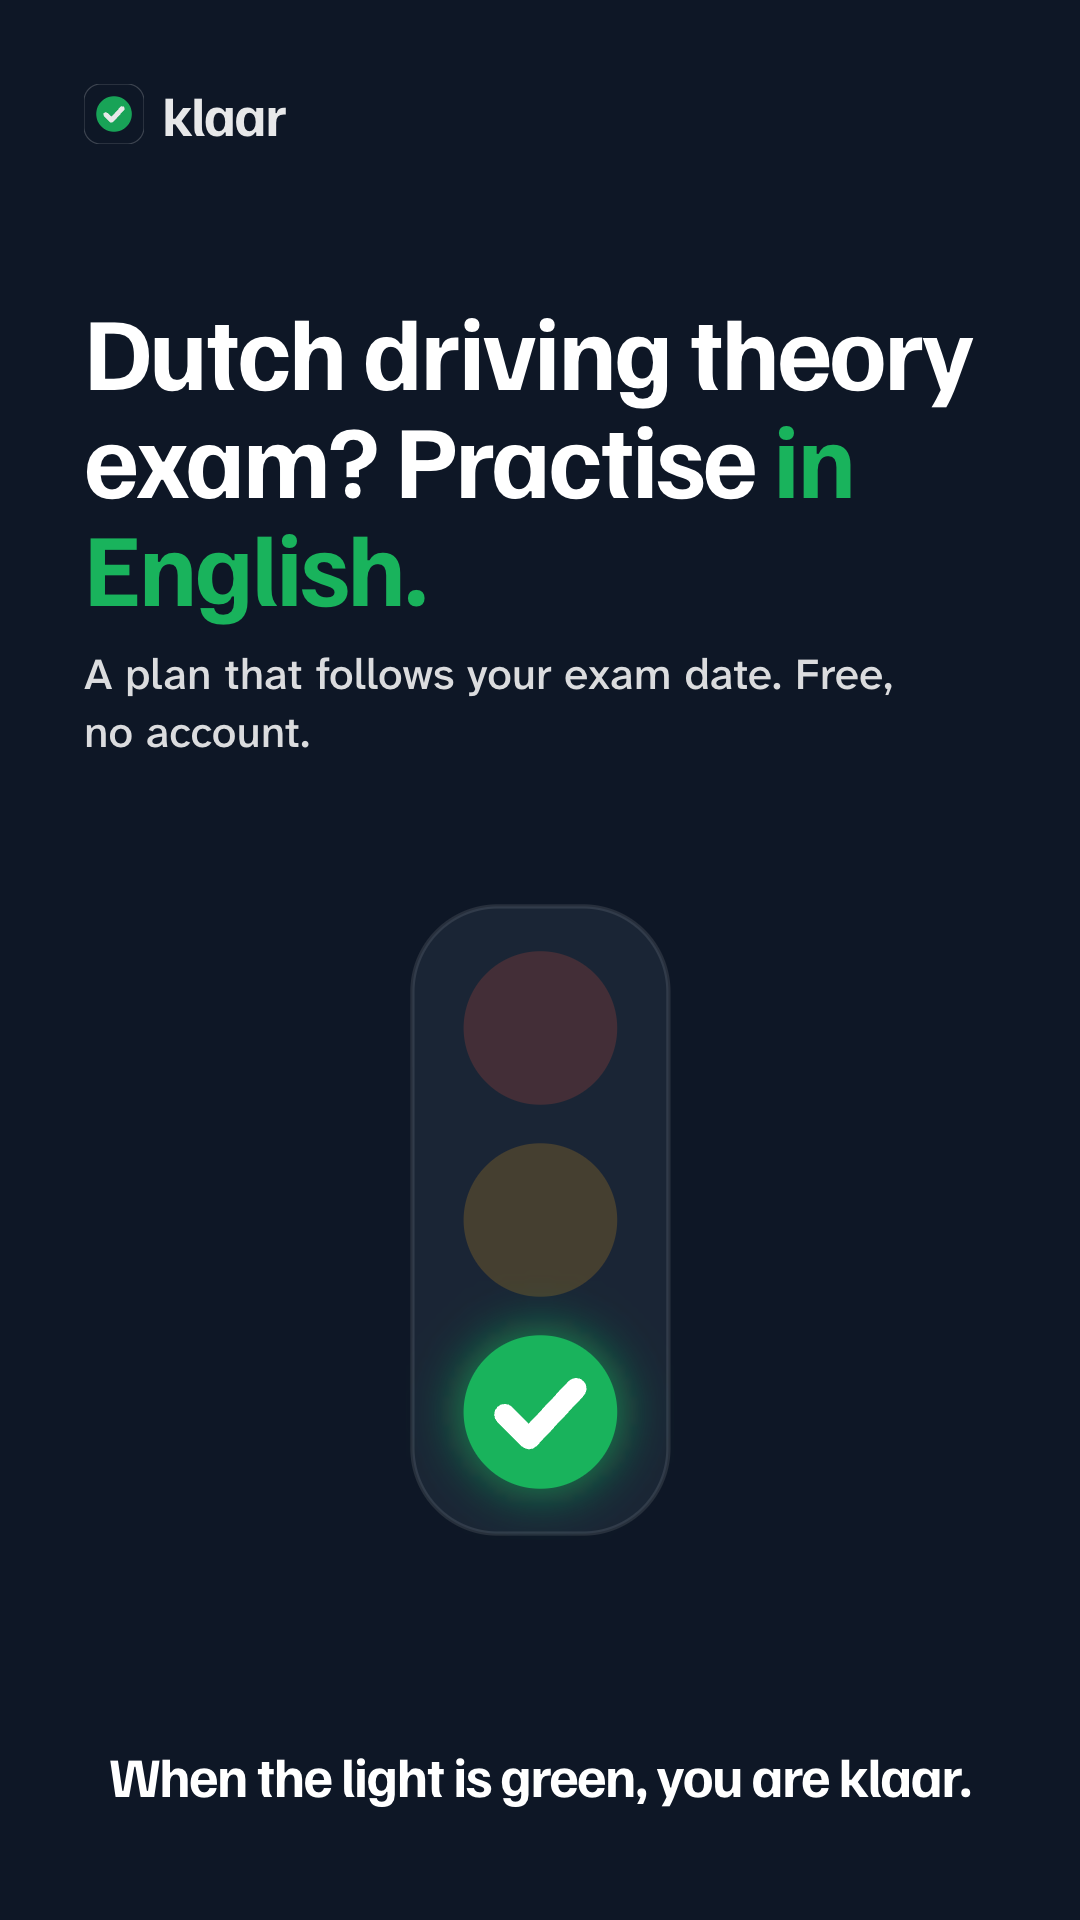 klaar
Dutch driving theory
exam? Practise in
English.
A plan that follows your exam date. Free,
no account.
When the light is green, you are klaar.